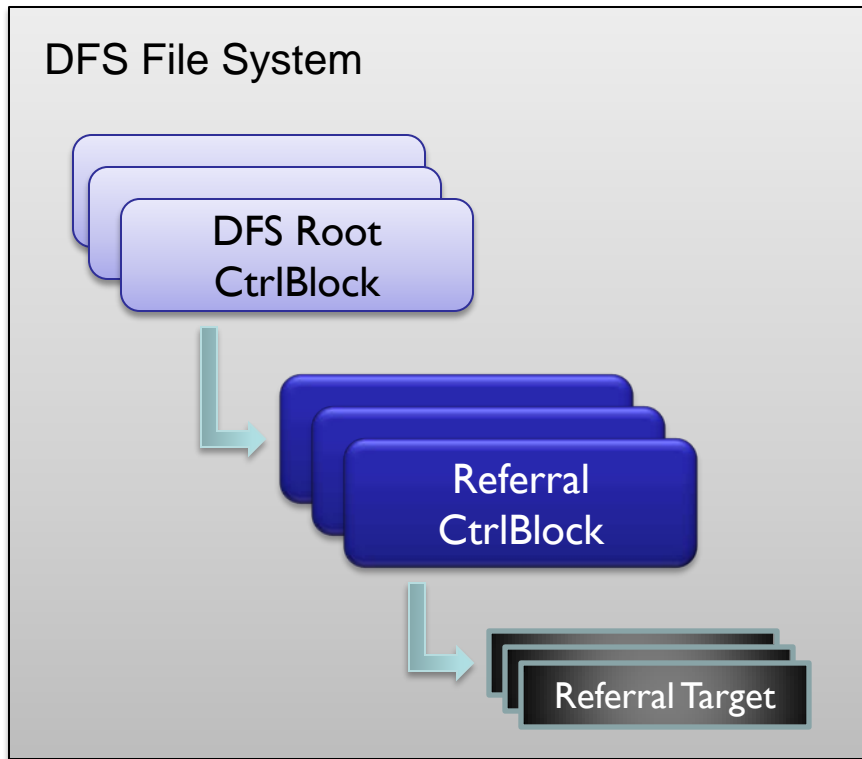 DFS File System
DFS Root
CtrlBlock
Referral
CtrlBlock
Referral Target